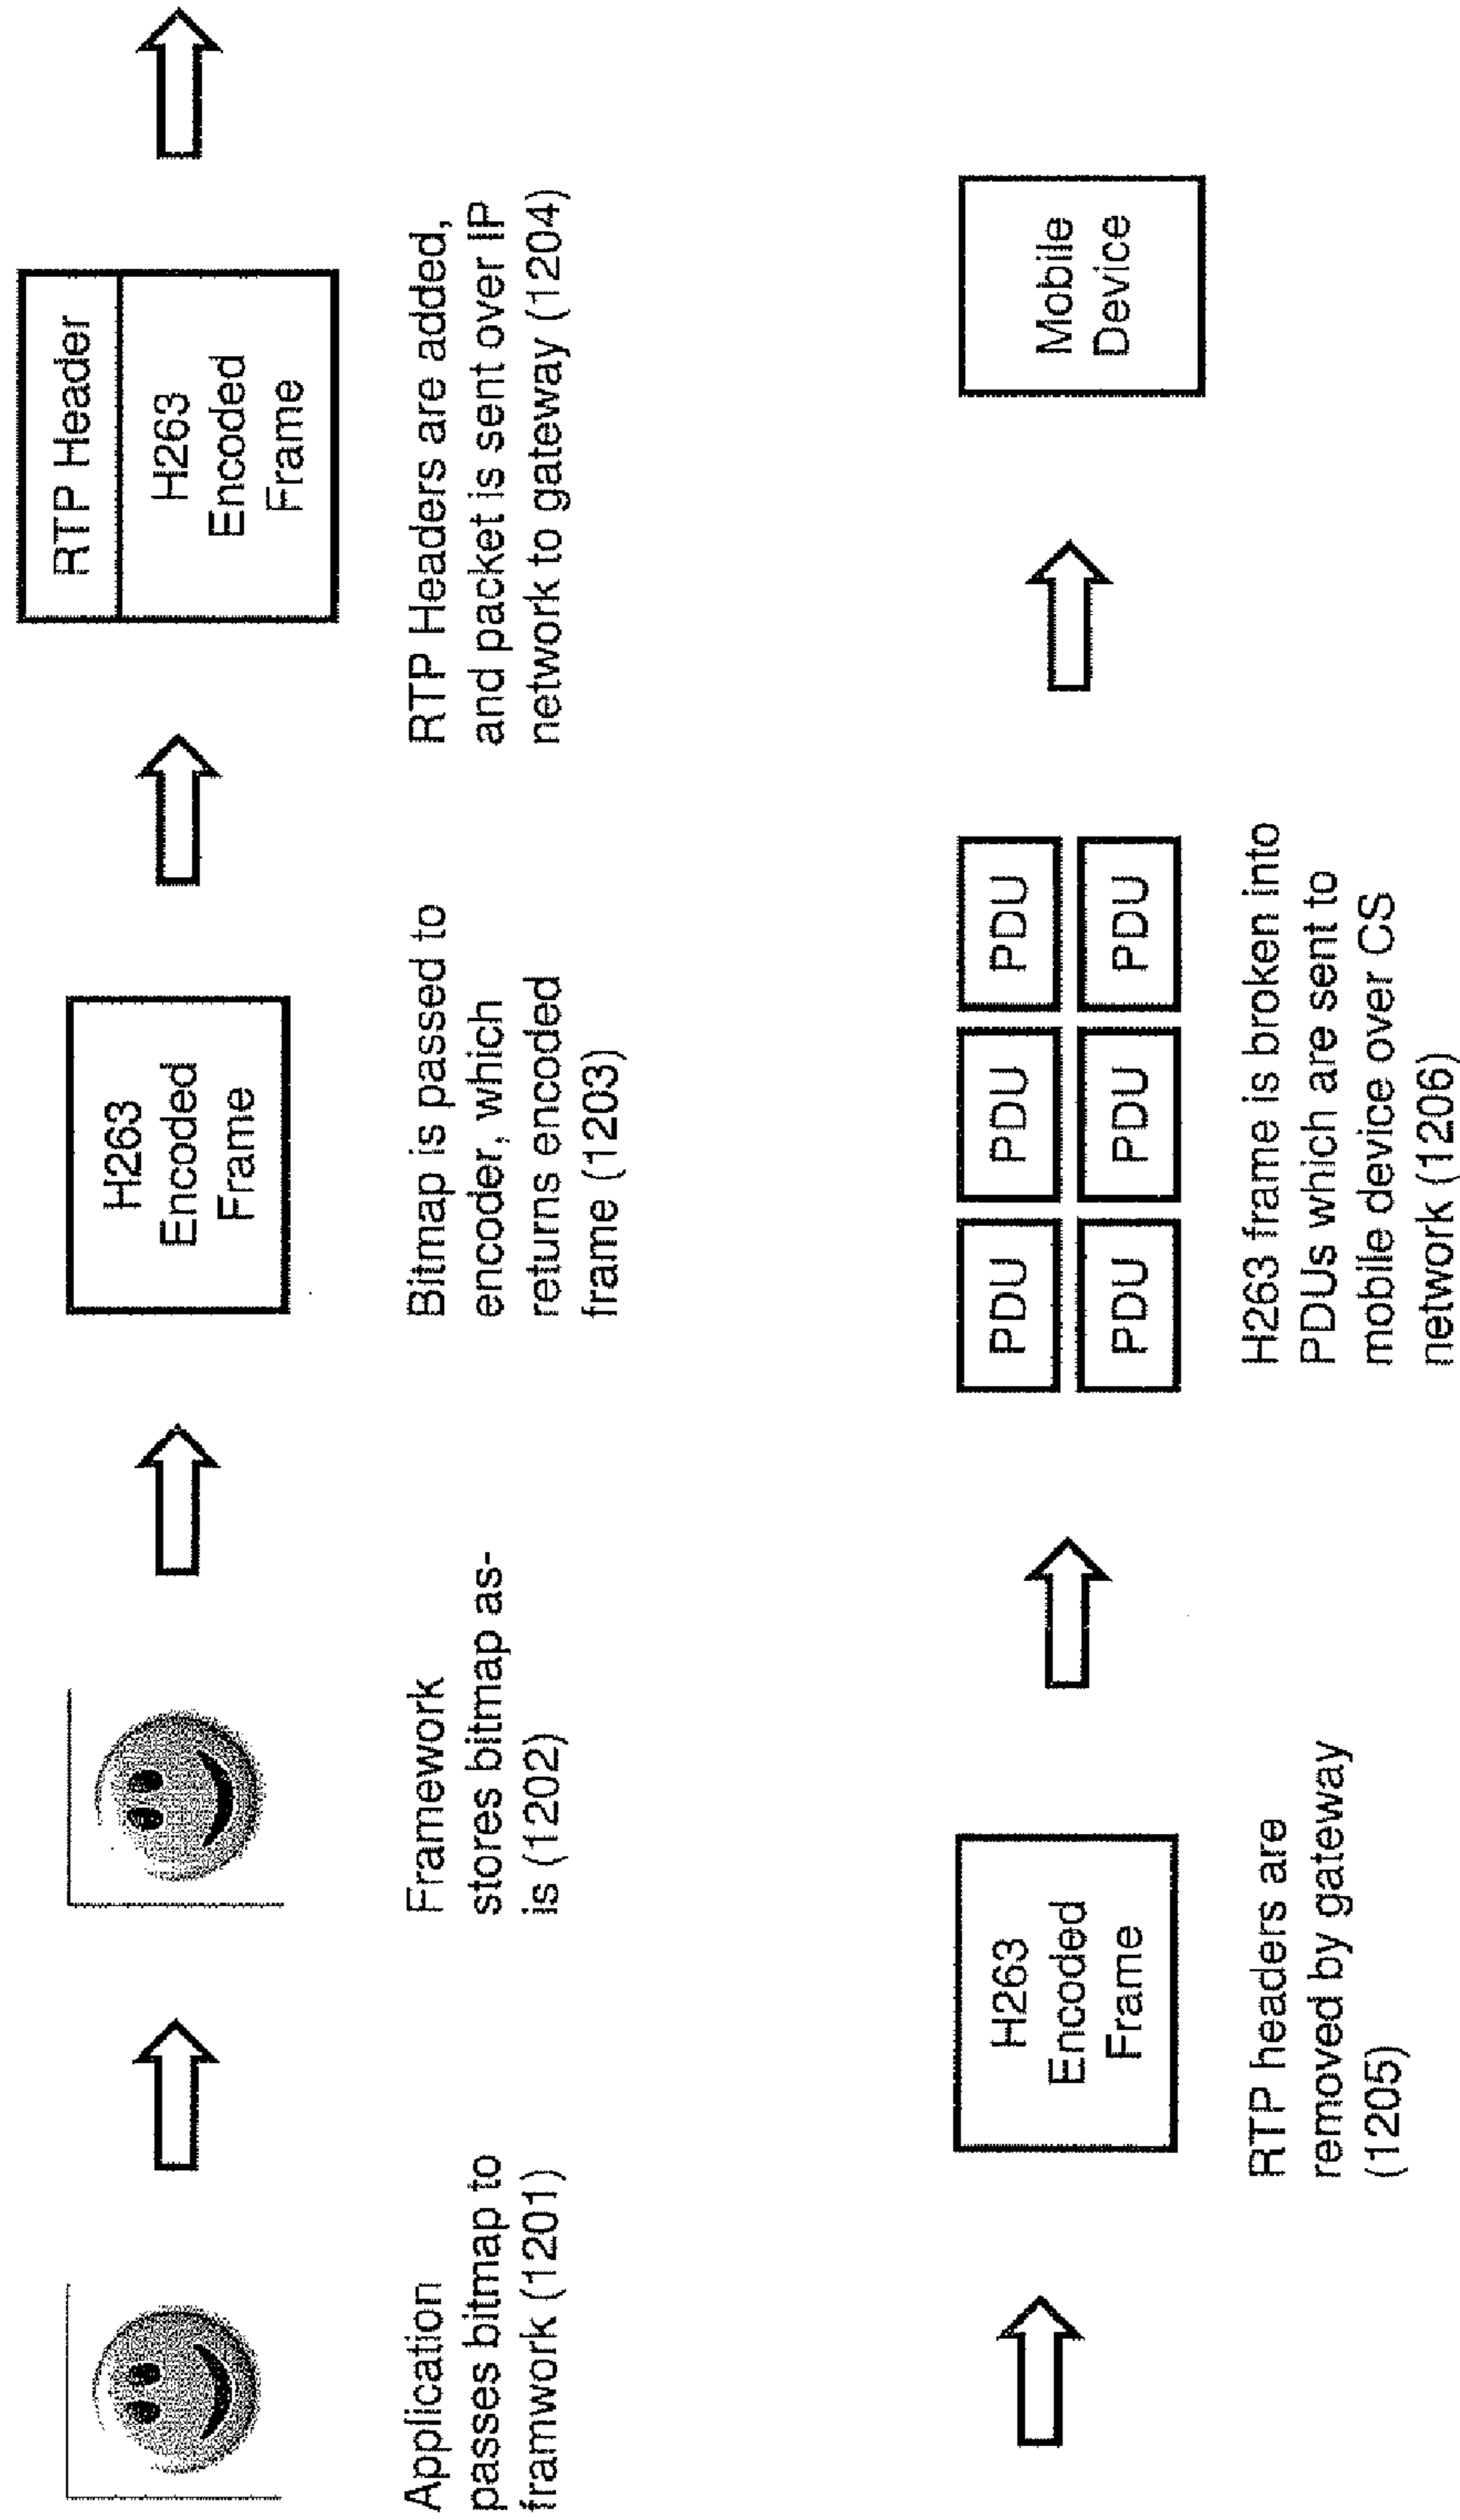 Application
passes bitmap to
framwork (1201)
Framework
stores bitmap as-
is (1202)
H263
Encoded
Frame
Bitmap is passed to
encoder, which
returns encoded
frame (1203)
RTP Header
H263
Encoded
Frame
RTP Headers are added,
and packet is sent over IP
network to gateway (1204)
H263
Encoded
Frame
RTP headers are
removed by gateway
(1205)
PDU PDU PDU
PDU PDU PDU
H263 frame is broken into
PDUs which are sent to
mobile device over CS
network (1206)
Mobile
Device